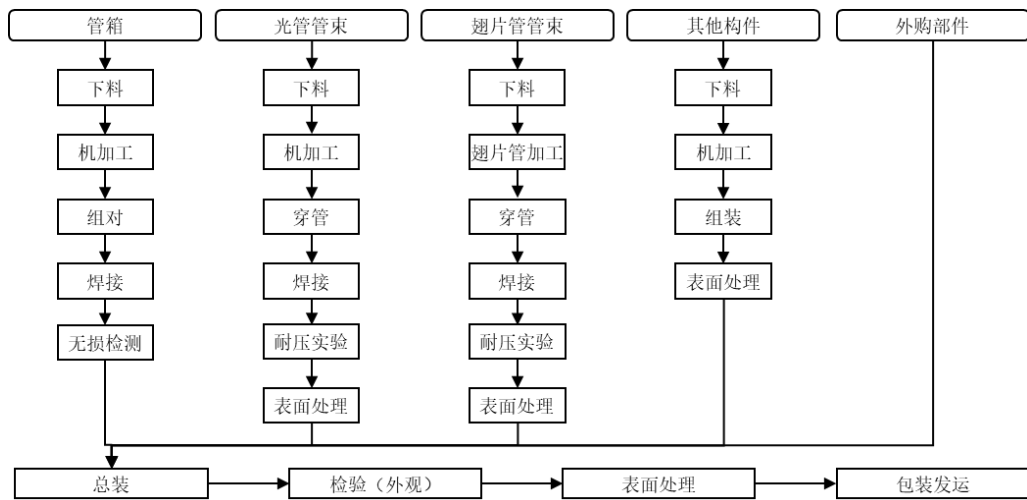 管箱
光管管束
翅片管管束
其他构件
外购部件
下料
下料
下料
下料
机加工
机加工
翅片管加工
机加工
组对
穿管
穿管
组装
焊接
焊接
焊接
表面处理
无损检测
耐压实验
耐压实验
表面处理
表面处理
总装
检验（外观）
表面处理
包装发运